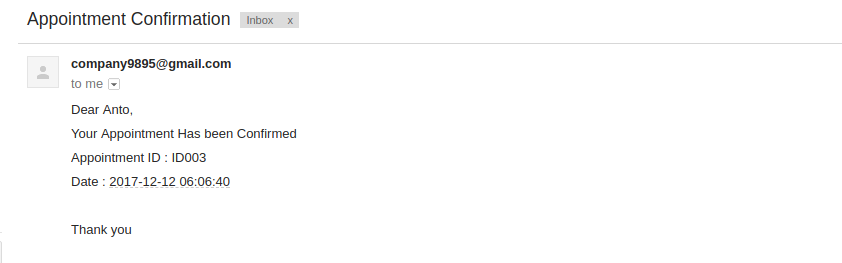 Appointment Confirmation Inbox x
company9895@gmail.com
to me
Dear Anto,
Your Appointment Has been Confirmed
Appointment ID : ID003
Date : 2017-12-12 06:06:40
Thank you